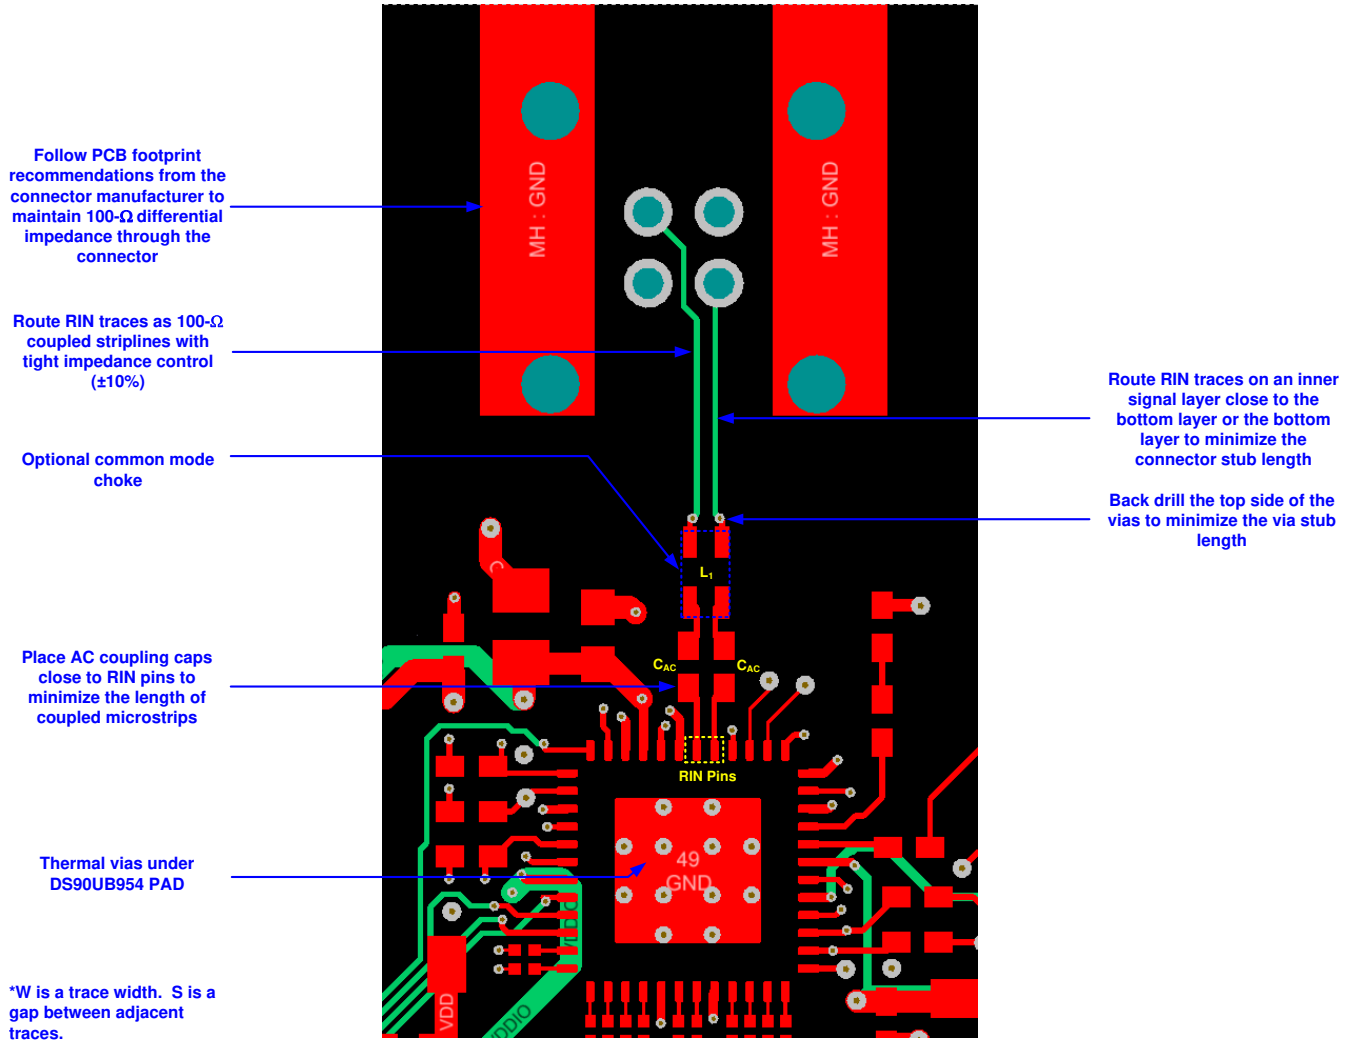 Follow PCB footprint
recommendations from the
connector manufacturer to
maintain 100-Ω differential
impedance through the
connector
Route RIN traces as 100-Ω
coupled striplines with
tight impedance control
(±10%)
Optional common mode
choke
Place AC coupling caps
close to RIN pins to
minimize the length of
coupled microstrips
Thermal vias under
DS90UB954 PAD
*W is a trace width. S is a
gap between adjacent
traces.
MH : GND
MH : GND
L1
CAC
CAC
RIN Pins
49
GND
VDD
VDDIO
VDDIO
Route RIN traces on an inner
signal layer close to the
bottom layer or the bottom
layer to minimize the
connector stub length
Back drill the top side of the
vias to minimize the via stub
length